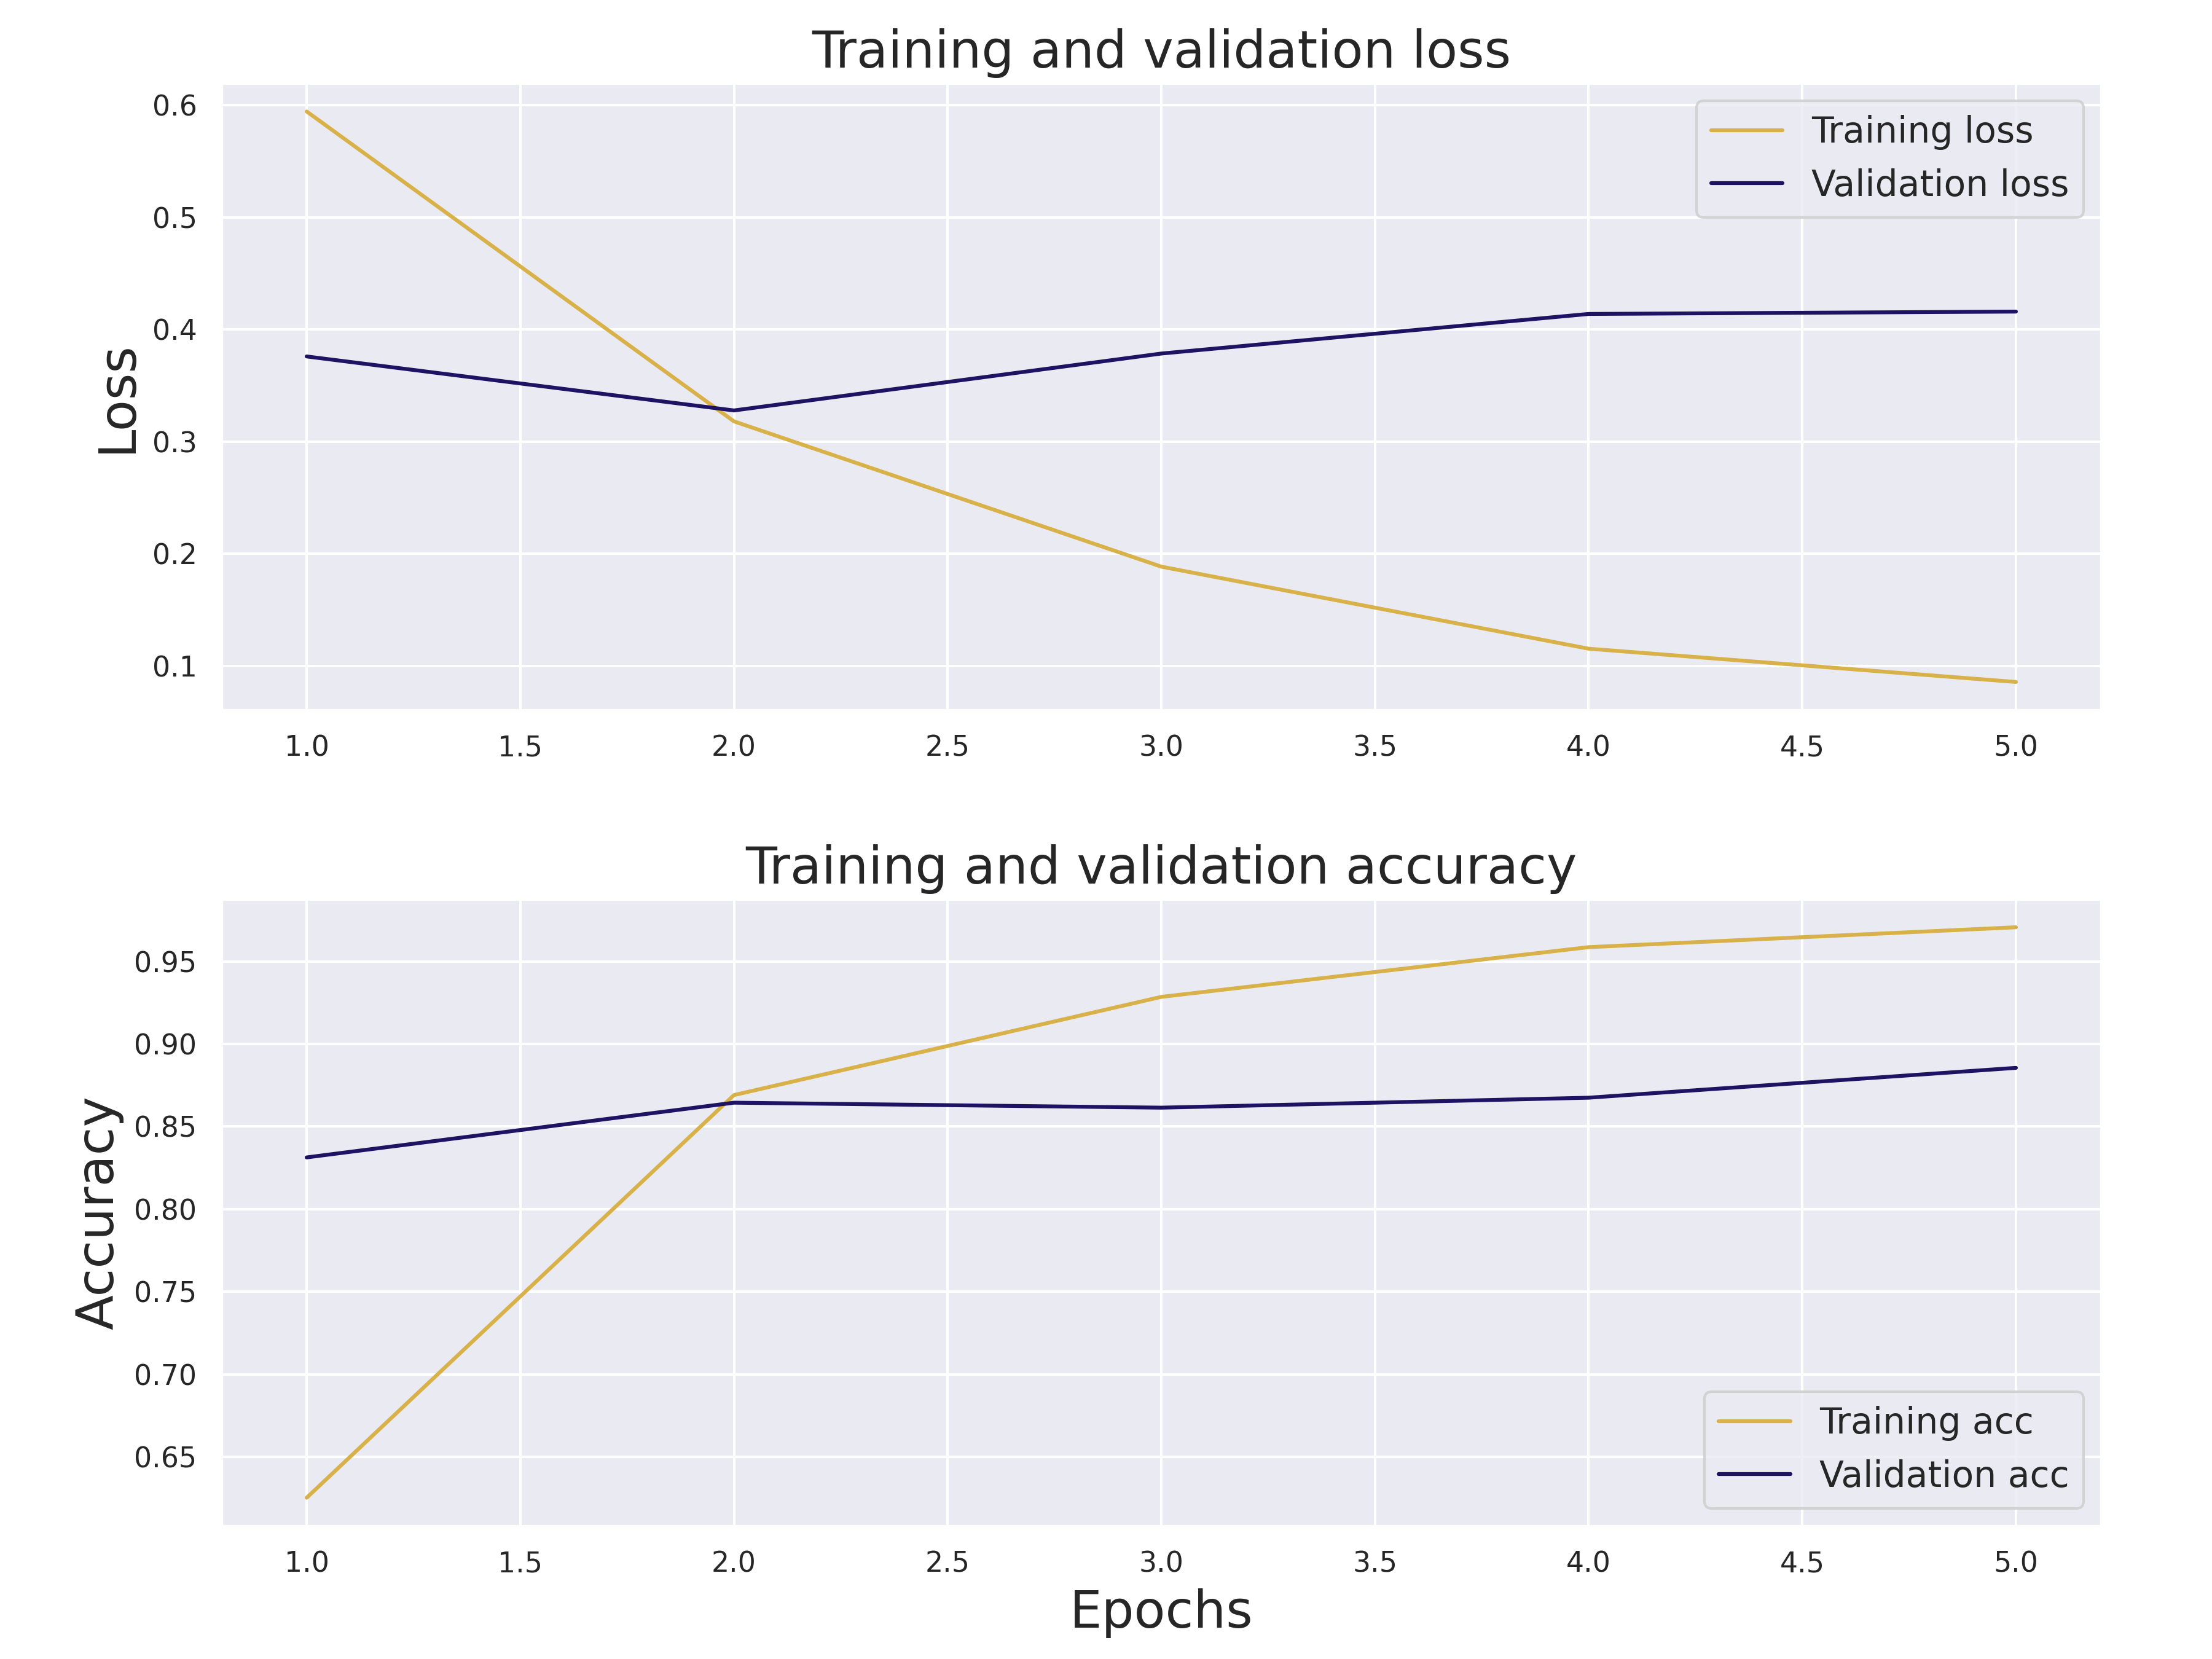 Training and validation loss
0.6
0.5
0.4
0.3
0.2
0.1
Loss
Training loss
Validation loss
1.0 1.5 2.0 2.5 3.0 3.5 4.0 4.5 5.0
Training and validation accuracy
0.95
0.90
0.85
0.80
0.75
0.70
0.65
Accuracy
Training acc
Validation acc
1.0 1.5 2.0 2.5 3.0 3.5 4.0 4.5 5.0
Epochs